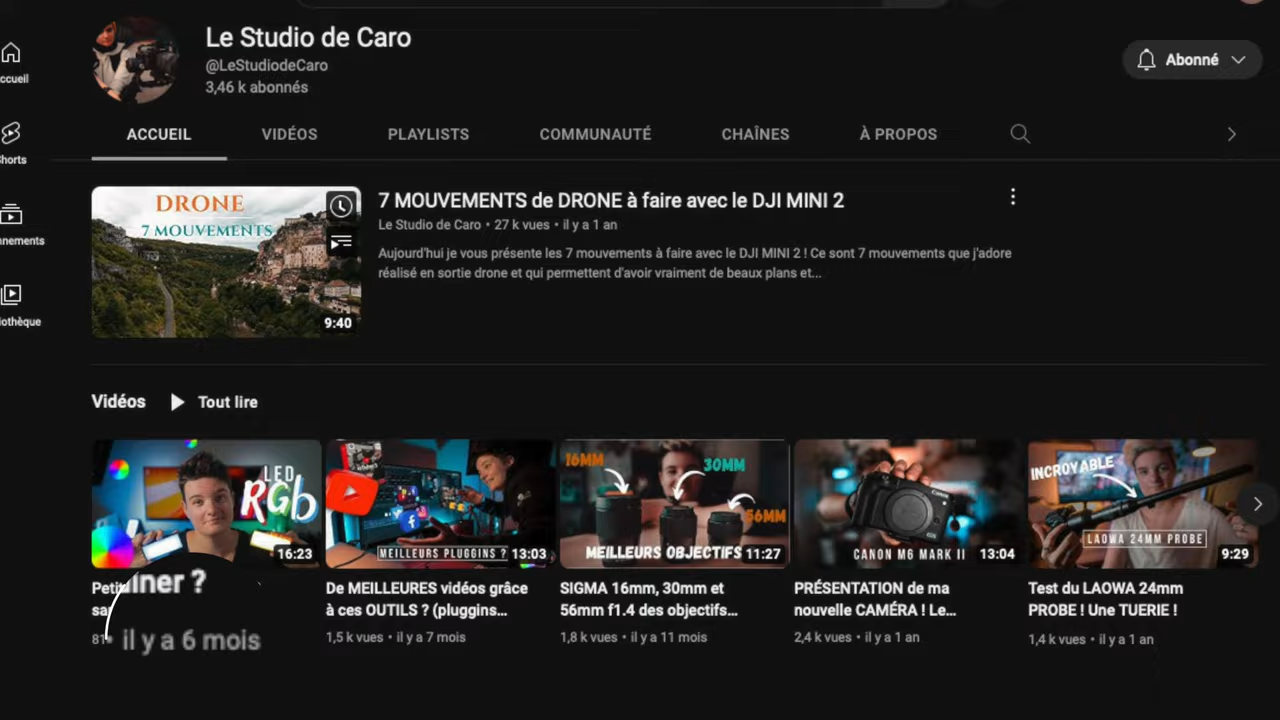 Le Studio de Caro
@LeStudiodeCaro
3,46 k abonnés
Abonné
ccueil
Shorts
nnements
iothèque
ACCUEIL VIDÉOS PLAYLISTS COMMUNAUTÉ CHAÎNES À PROPOS
DRONE
7 MOUVEMENTS
9:40
7 MOUVEMENTS de DRONE à faire avec le DJI MINI 2
Le Studio de Caro • 27 k vues • il y a 1 an
Aujourd'hui je vous présente les 7 mouvements à faire avec le DJI MINI 2 ! Ce sont 7 mouvements que j'adore
réalisé en sortie drone et qui permettent d'avoir vraiment de beaux plans et...
Vidéos Tout lire
LED
RGb
16:23
Petit
iner ?
il y a 6 mois
MEILLEURS PLUGGINS ? 13:03
De MEILLEURES vidéos grâce
à ces OUTILS ? (pluggins...
1,5 k vues • il y a 7 mois
16MM
30MM
56MM
MEILLEURS OBJECTIFS 11:27
SIGMA 16mm, 30mm et
56mm f1.4 des objectifs...
1,8 k vues • il y a 11 mois
Canon
CANON M6 MARK II 13:04
PRÉSENTATION de ma
nouvelle CAMÉRA ! Le...
2,4 k vues • il y a 1 an
INCROYABLE
LAOWA 24MM PROBE
9:29
Test du LAOWA 24mm
PROBE ! Une TUERIE !
1,4 k vues • il y a 1 an